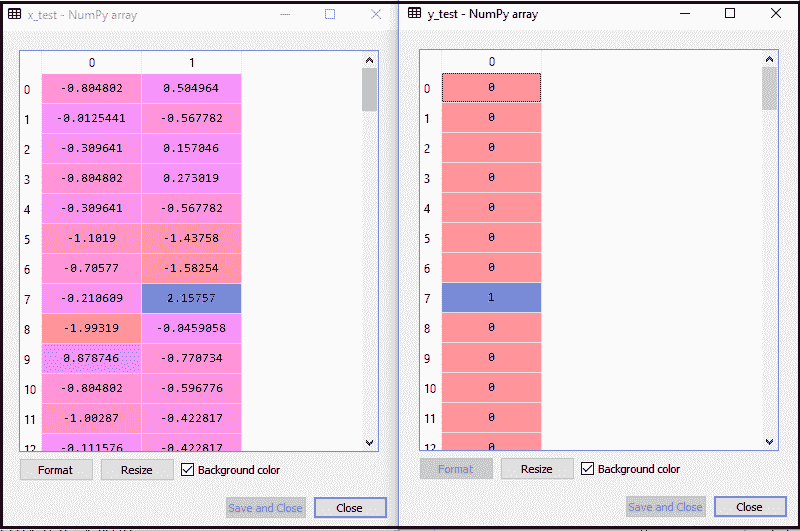 x_test - NumPy array
0 1
0 -0.804802 0.504964
1 -0.0125441 -0.567782
2 -0.309641 0.157046
3 -0.804802 0.273019
4 -0.309641 -0.567782
5 -1.1019 -1.43758
6 -0.70577 -1.58254
7 -0.210609 2.15757
8 -1.99319 -0.0459058
9 0.878746 -0.770734
10 -0.804802 -0.596776
11 -1.00287 -0.422817
12 -0.111576 -0.422817
Format Resize Background color
Save and Close Close
y_test - NumPy array
0
0 0
1 0
2 0
3 0
4 0
5 0
6 0
7 1
8 0
9 0
10 0
11 0
12 0
Format Resize Background color
Save and Close Close